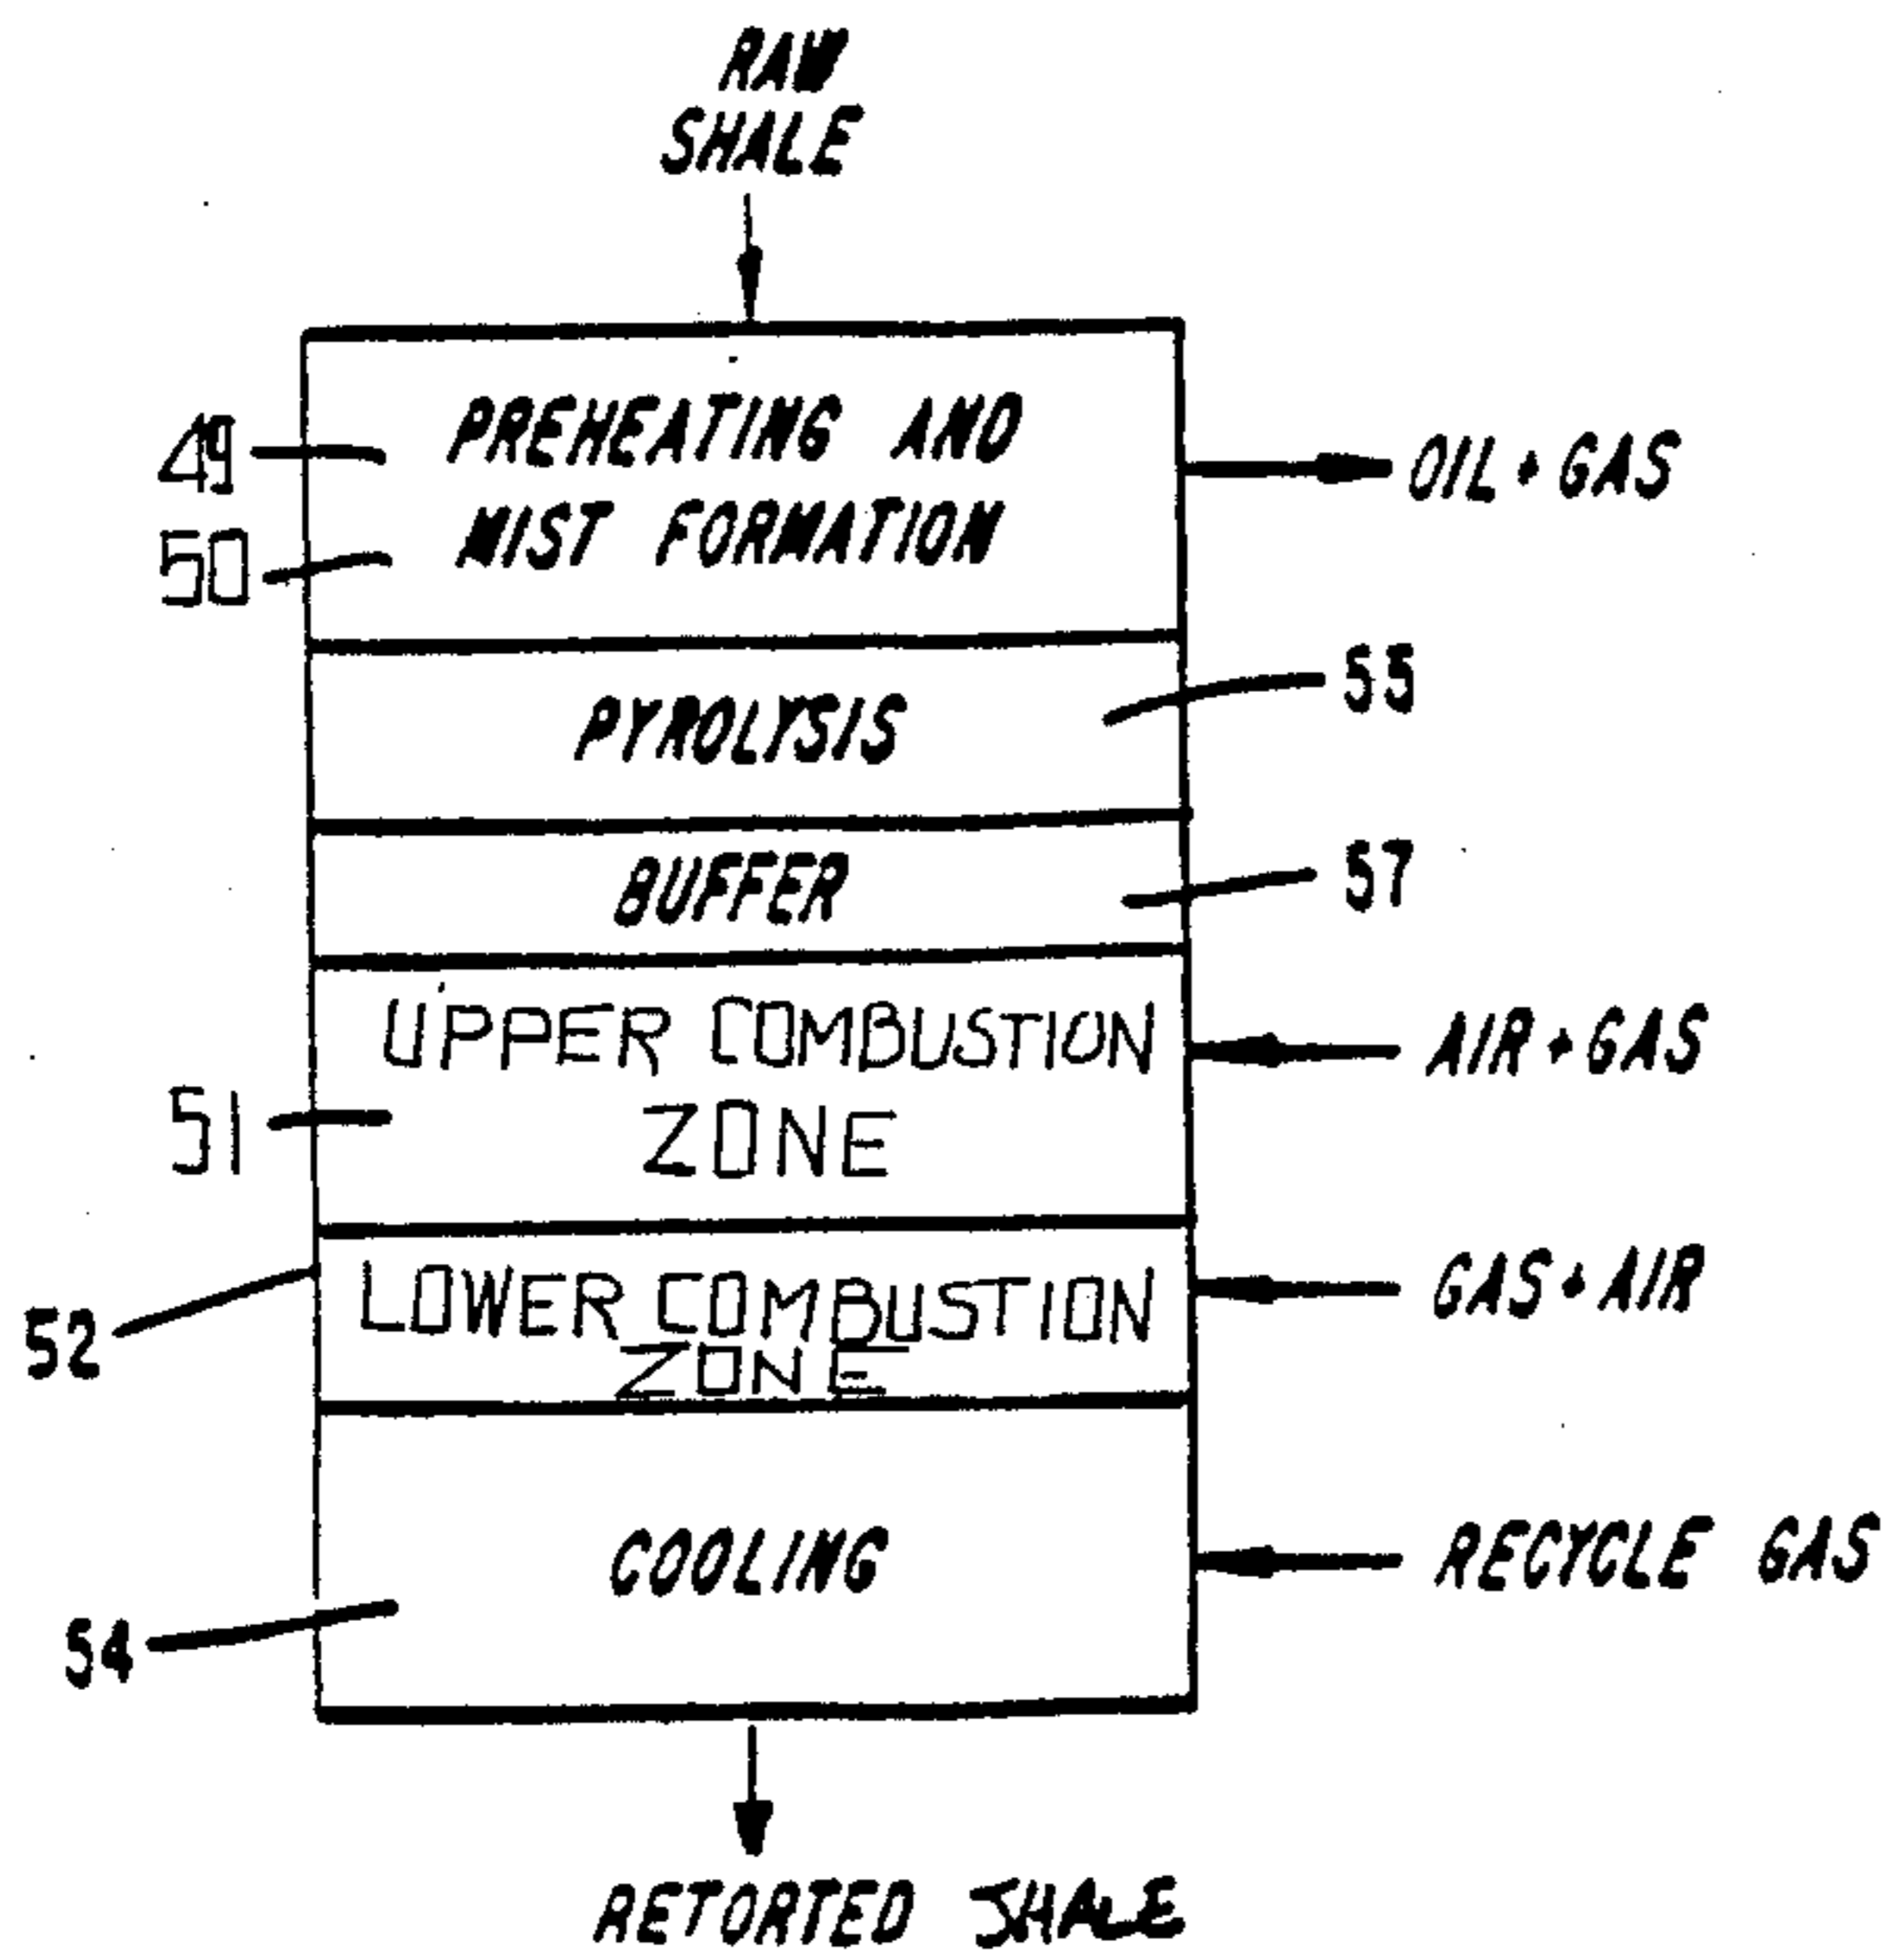 RAW
SHALE
49
PREHEATING AND
OIL + GAS
50
MIST FORMATION
55
PYROLYSIS
57
BUFFER
UPPER COMBUSTION
AIR + GAS
51
ZONE
52
LOWER COMBUSTION
GAS + AIR
ZONE
COOLING
RECYCLE GAS
54
RETORTED SHALE